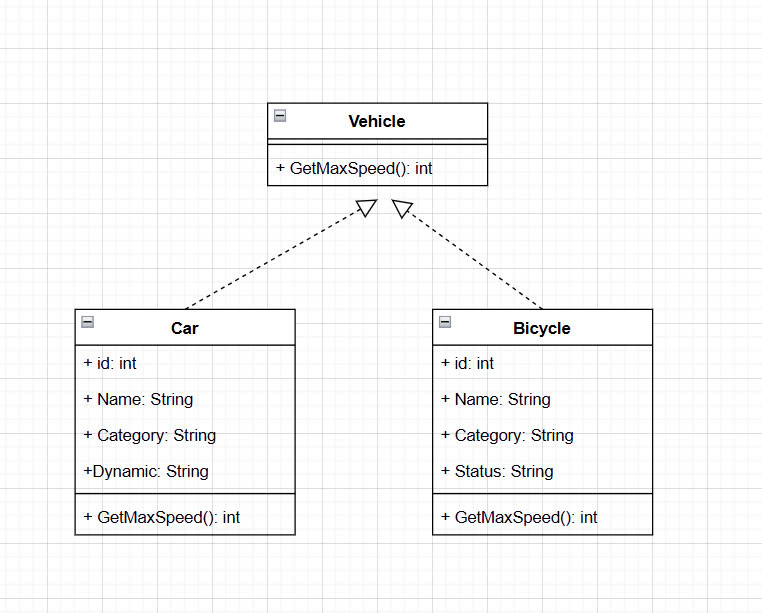 Vehicle
+ GetMaxSpeed(): int
Car
+ id: int
+ Name: String
+ Category: String
+Dynamic: String
+ GetMaxSpeed(): int
Bicycle
+ id: int
+ Name: String
+ Category: String
+ Status: String
+ GetMaxSpeed(): int